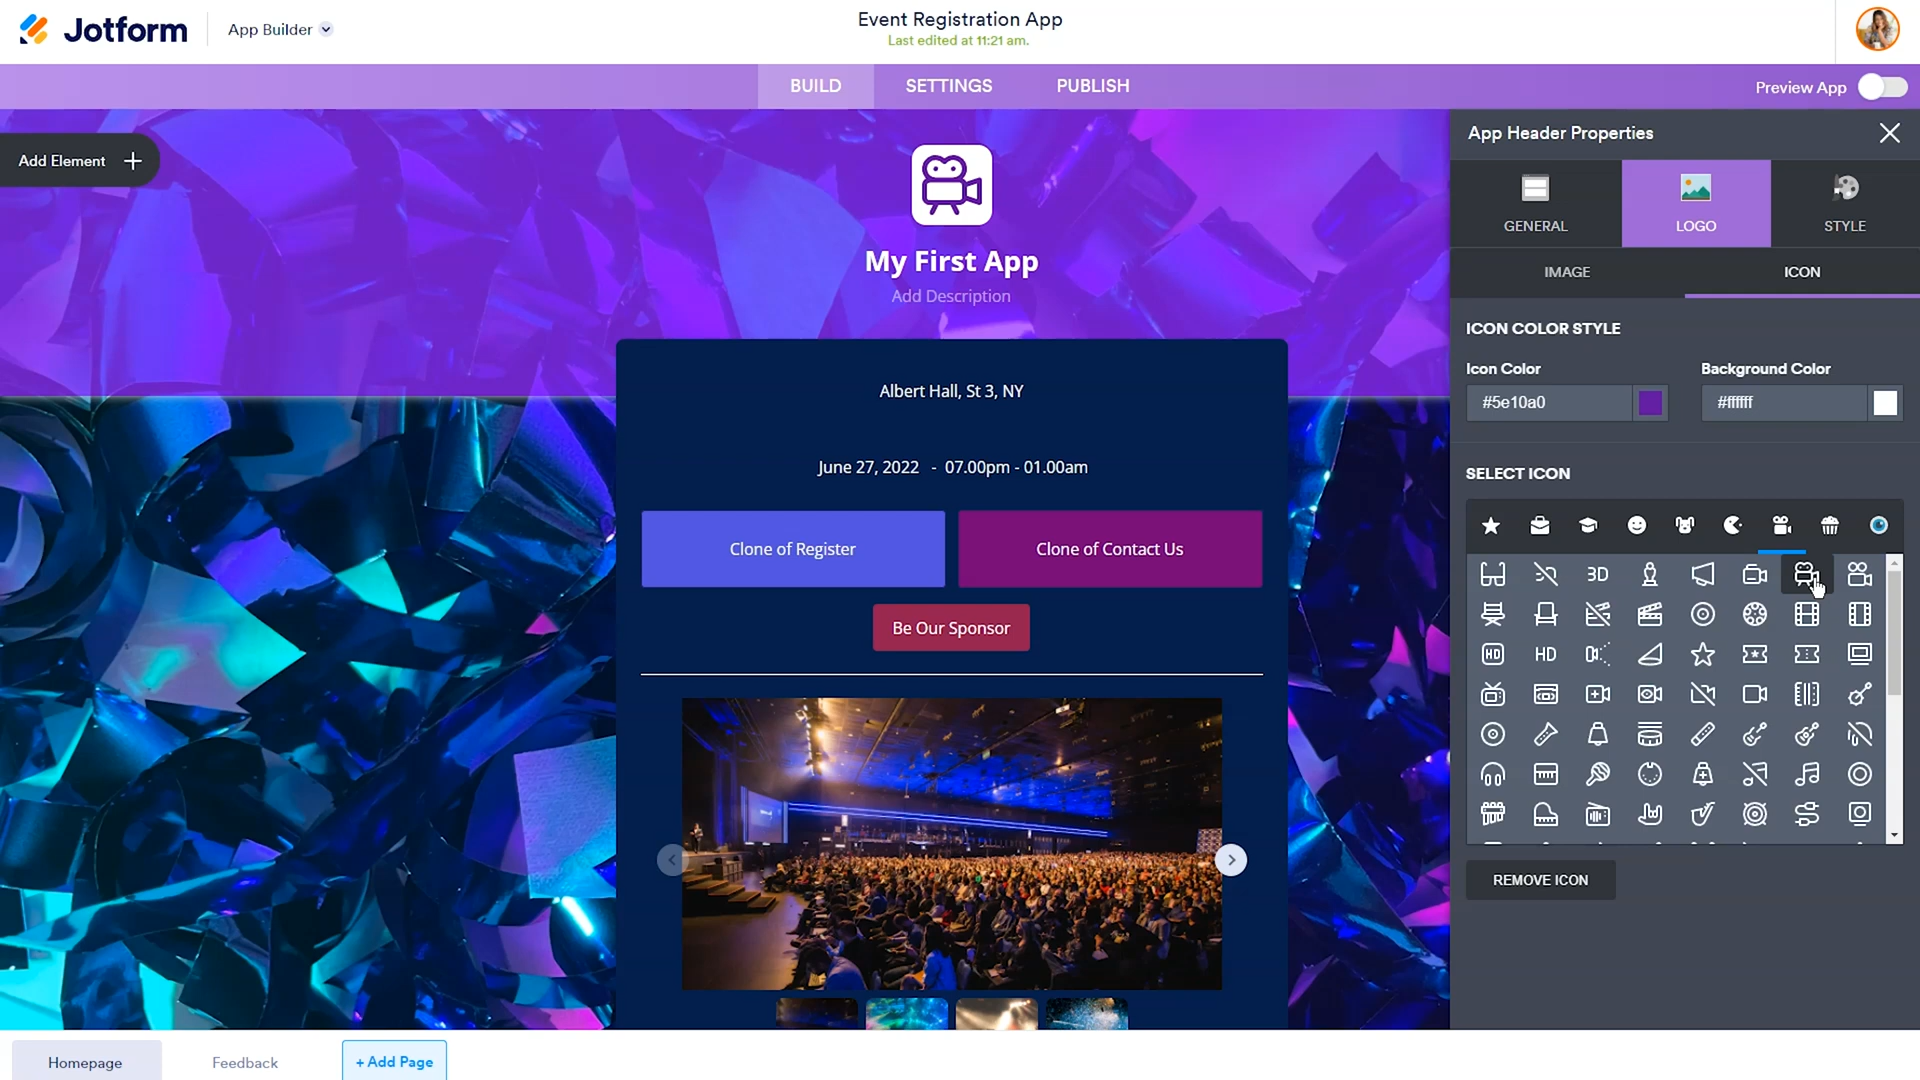 Jotform
App Builder
Event Registration App
Last edited at 11:21 am.
BUILD
SETTINGS
PUBLISH
Preview App
Add Element
My First App
Add Description
Albert Hall, St 3, NY
June 27, 2022 - 07.00pm - 01.00am
Clone of Register
Clone of Contact Us
Be Our Sponsor
App Header Properties
GENERAL
LOGO
STYLE
IMAGE
ICON
ICON COLOR STYLE
Icon Color
Background Color
#5e10a0
#ffffff
SELECT ICON
3D
HD
HD
REMOVE ICON
Homepage
Feedback
+ Add Page